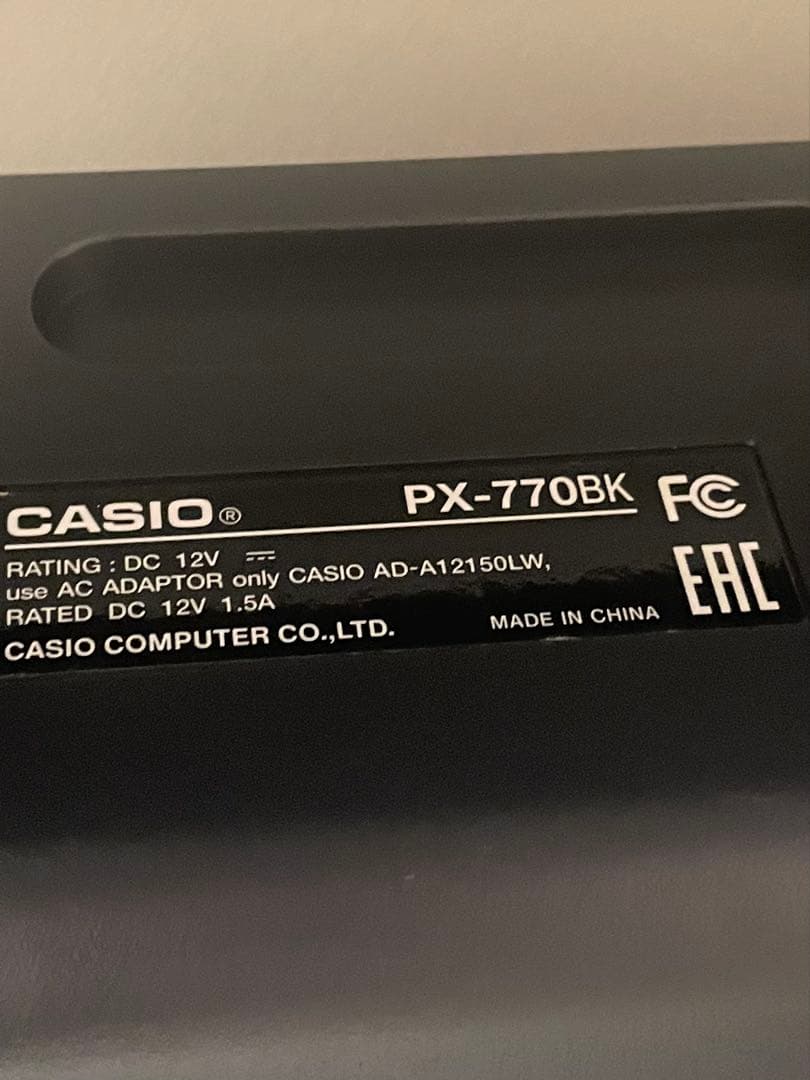 CASIO® PX-770BK FC
RATING : DC 12V
use AC ADAPTOR only CASIO AD-A12150LW,
RATED DC 12V 1.5A
CASIO COMPUTER CO.,LTD. MADE IN CHINA
EAC